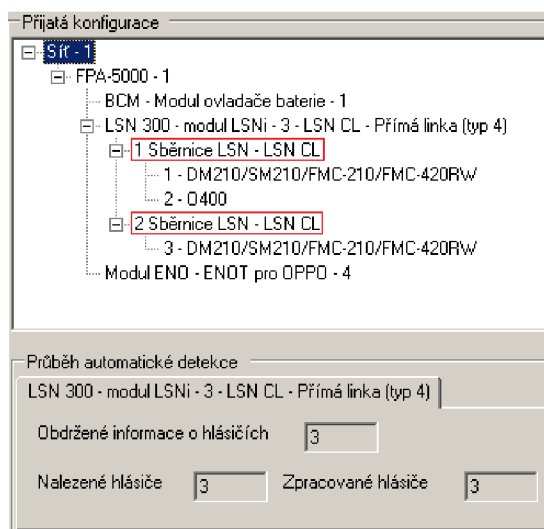 Přijatá konfigurace
Síť - 1
FPA-5000 - 1
BCM - Modul ovladače baterie - 1
LSN 300 - modul LSNi - 3 - LSN CL - Přímá linka (typ 4)
1 Sběrnice LSN - LSN CL
1 - DM210/SM210/FMC-210/FMC-420RW
2 - O400
2 Sběrnice LSN - LSN CL
3 - DM210/SM210/FMC-210/FMC-420RW
Modul ENO - ENOT pro OPPO - 4
Průběh automatické detekce
LSN 300 - modul LSNi - 3 - LSN CL - Přímá linka (typ 4)
Obdržené informace o hlásičích 3
Nalezené hlásiče 3 Zpracované hlásiče 3